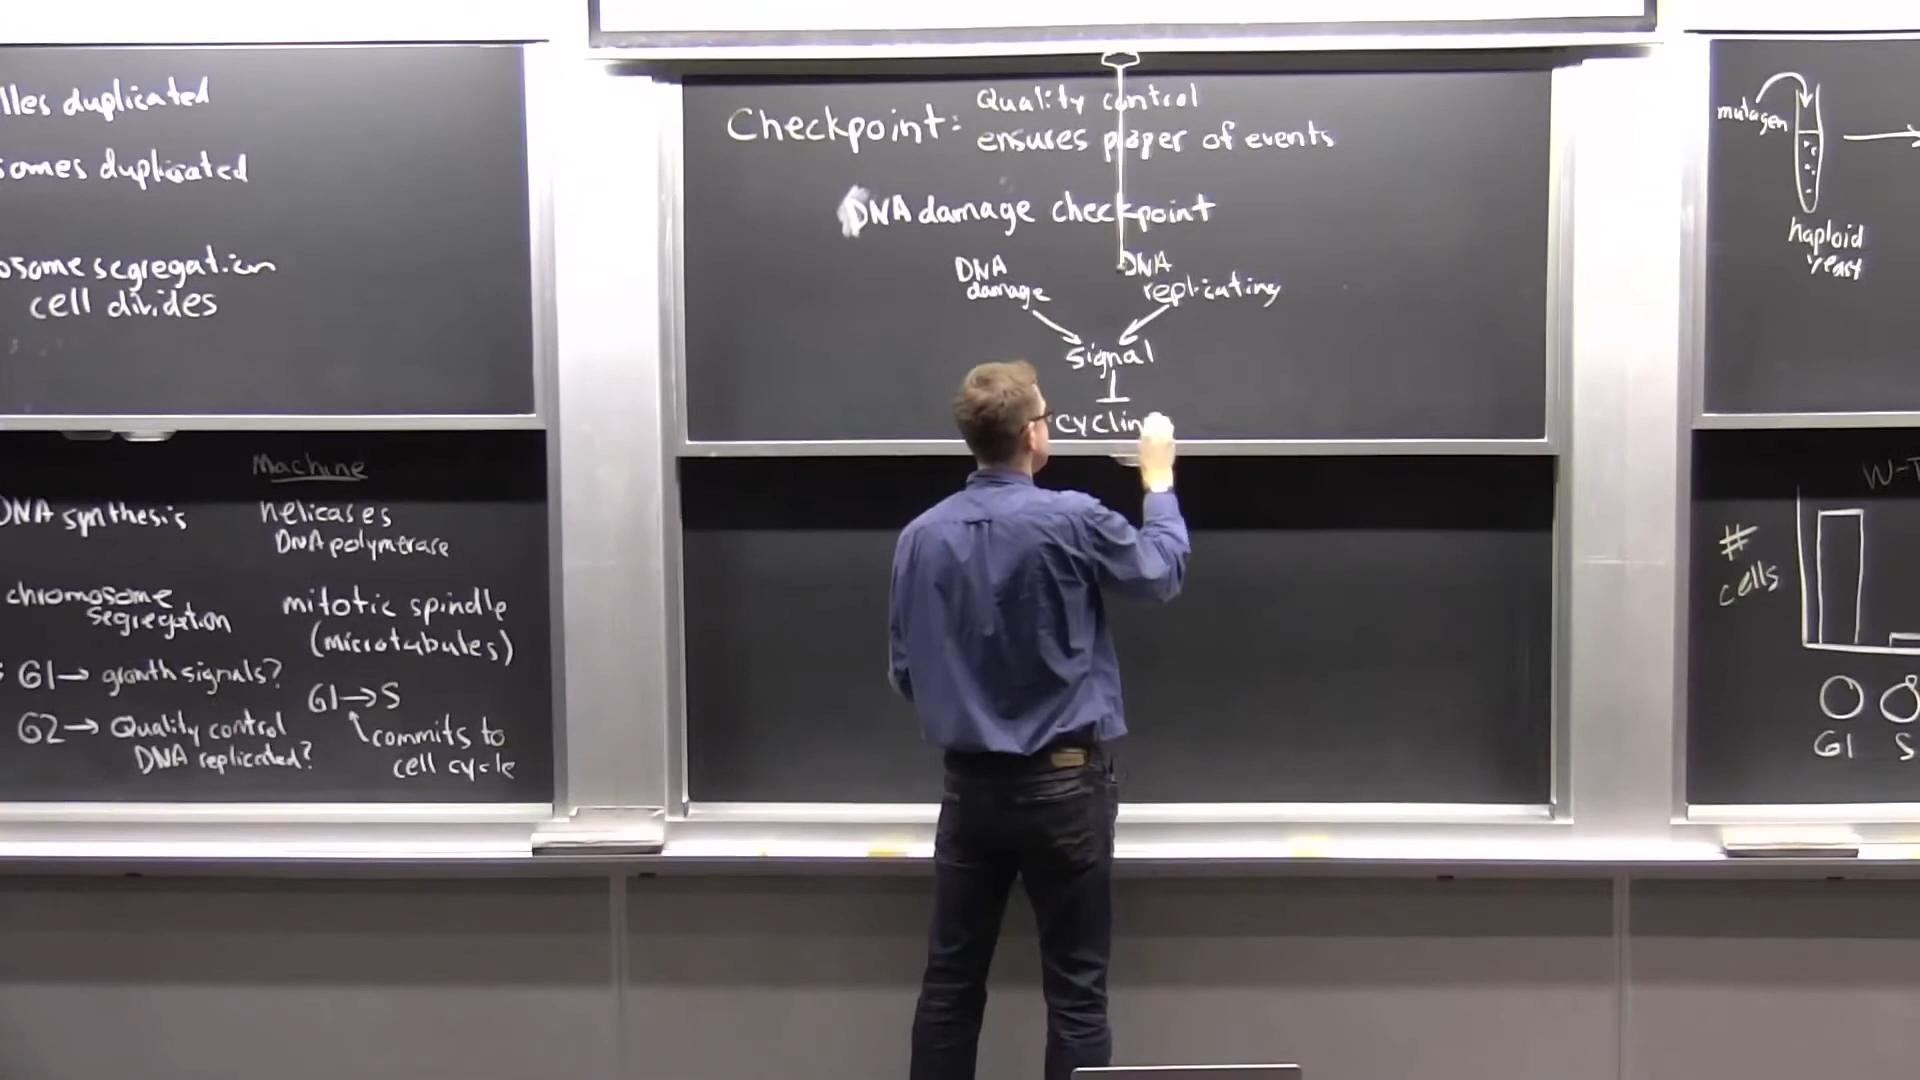 lles duplicated
somes duplicated
osome segregation
cell divides
Machine
DNA synthesis
helicases
DNA polymerase
chromosome
segregation
mitotic spindle
(microtubules)
G1→ growth signals?
G2→ Quality control
DNA replicated?
G1→S
commits to
cell cycle
Checkpoint:
Quality control
ensures proper of events
DNA damage checkpoint
DNA
damage
DNA
replicating
signal
cyclin
mutagen
haploid
yeast
W-T
#
cells
G1
S